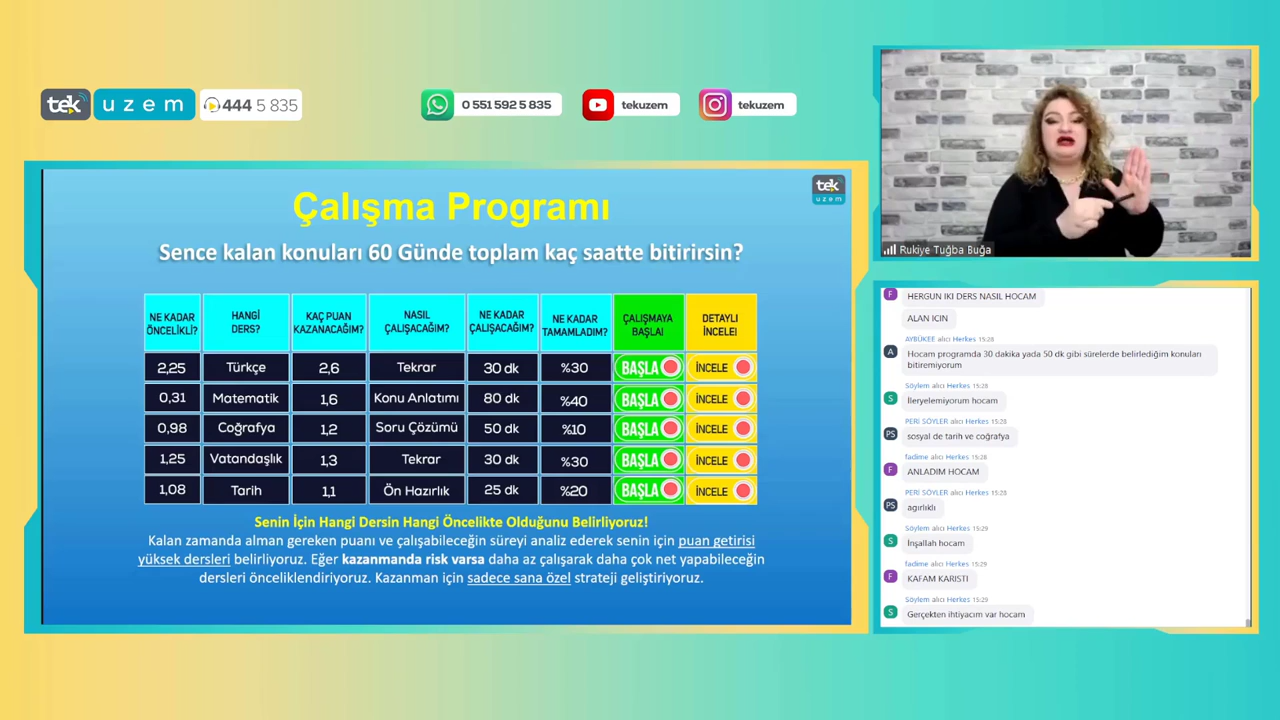 tek uzem 444 5 835
0 551 592 5 835
tekuzem
tekuzem
tek
uzem
Çalışma Programı
Sence kalan konuları 60 Günde toplam kaç saatte bitirirsin?
NE KADAR ÖNCELİKLİ? HANGİ DERS? KAÇ PUAN KAZANACAĞIM? NASIL ÇALIŞACAĞIM? NE KADAR ÇALIŞACAĞIM? NE KADAR TAMAMLADIM? ÇALIŞMAYA BAŞLA! DETAYLI İNCELE!
2,25 Türkçe 2,6 Tekrar 30 dk %30 BAŞLA İNCELE
0,31 Matematik 1,6 Konu Anlatımı 80 dk %40 BAŞLA İNCELE
0,98 Coğrafya 1,2 Soru Çözümü 50 dk %10 BAŞLA İNCELE
1,25 Vatandaşlık 1,3 Tekrar 30 dk %30 BAŞLA İNCELE
1,08 Tarih 1,1 Ön Hazırlık 25 dk %20 BAŞLA İNCELE
Senin İçin Hangi Dersin Hangi Öncelikte Olduğunu Belirliyoruz!
Kalan zamanda alman gereken puanı ve çalışabileceğin süreyi analiz ederek senin için puan getirisi
yüksek dersleri belirliyoruz. Eğer kazanmanda risk varsa daha az çalışarak daha çok net yapabileceğin
dersleri önceliklendiriyoruz. Kazanman için sadece sana özel strateji geliştiriyoruz.
Rukiye Tuğba Buğa
F
HERGUN IKI DERS NASIL HOCAM
ALAN ICIN
AYBÜKEE alıcı Herkes 15:28
A
Hocam programda 30 dakika yada 50 dk gibi sürelerde belirlediğim konuları
bitiremiyorum
Söylem alıcı Herkes 15:28
S
İleryelemiyorum hocam
PERI SÖYLER alıcı Herkes 15:28
PS
sosyal de tarih ve coğrafya
fadime alıcı Herkes 15:28
F
ANLADIM HOCAM
PERI SÖYLER alıcı Herkes 15:28
PS
agırlıklı
Söylem alıcı Herkes 15:29
S
İnşallah hocam
fadime alıcı Herkes 15:29
F
KAFAM KARISTI
Söylem alıcı Herkes 15:29
S
Gerçekten ihtiyacım var hocam